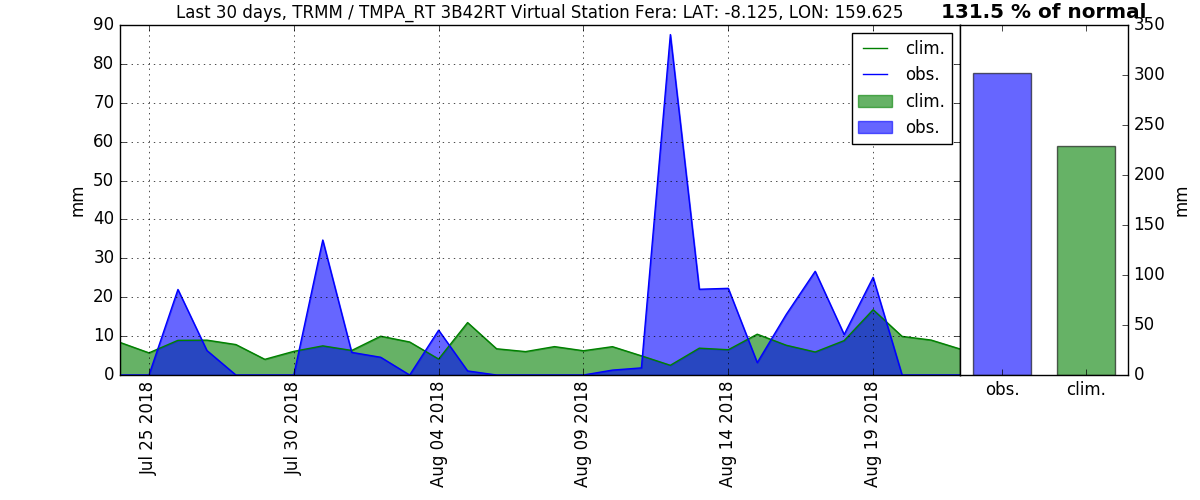 Last 30 days, TRMM / TMPA_RT 3B42RT Virtual Station Fera: LAT: -8.125, LON: 159.625
131.5 % of normal
90
80
70
60
50
40
30
20
10
0
mm
clim.
obs.
clim.
obs.
350
300
250
200
150
100
50
0
mm
Jul 25 2018
Jul 30 2018
Aug 04 2018
Aug 09 2018
Aug 14 2018
Aug 19 2018
obs.
clim.